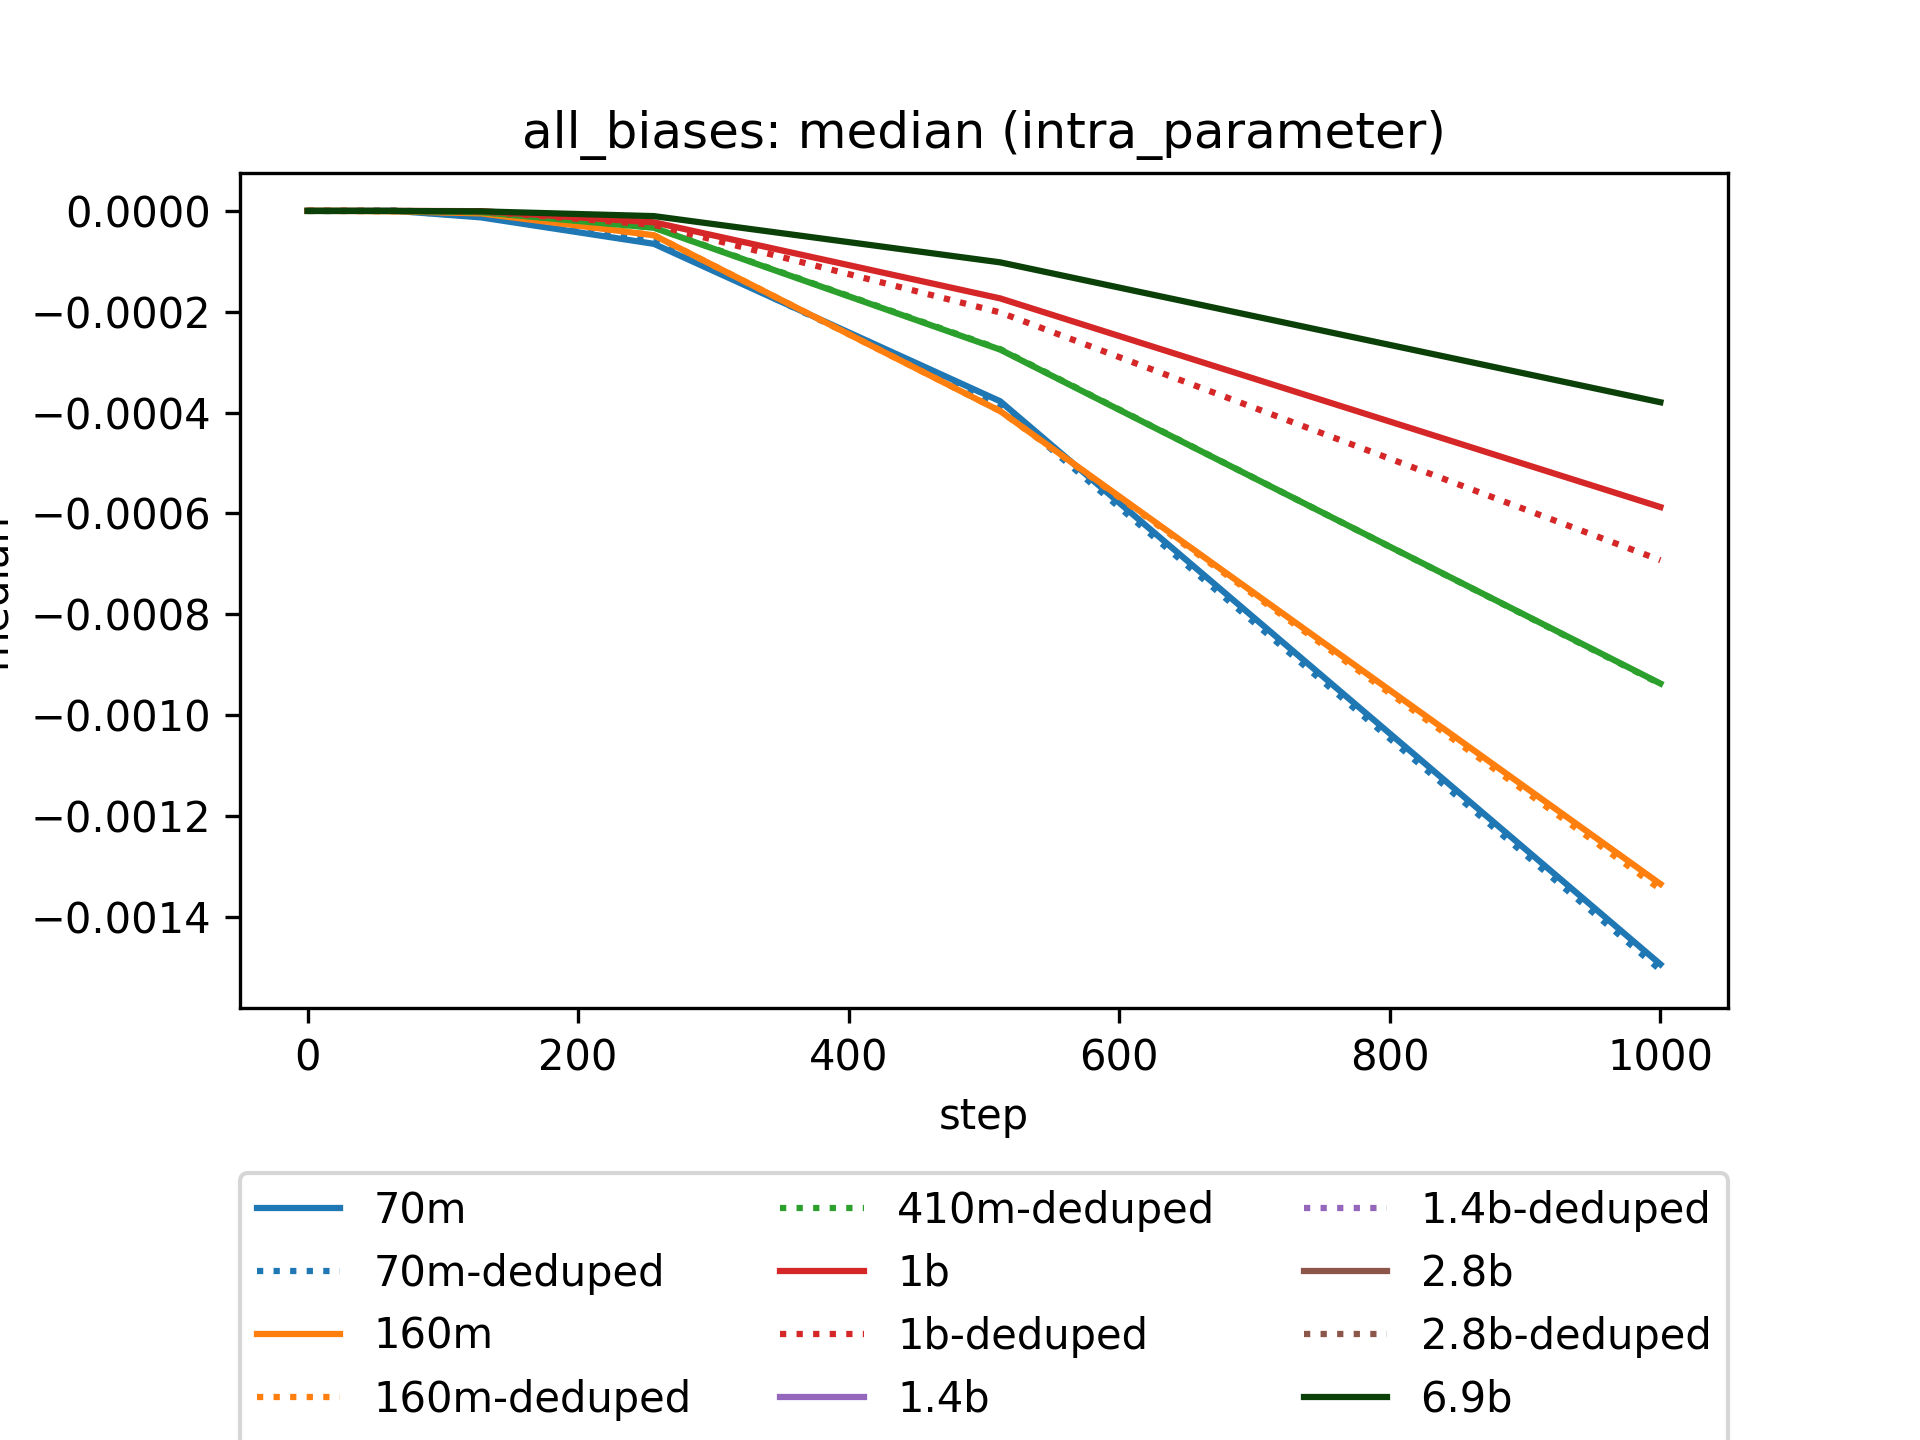 all_biases: median (intra_parameter)
0.0000
−0.0002
−0.0004
−0.0006
−0.0008
−0.0010
−0.0012
−0.0014
0 200 400 600 800 1000
step
70m
70m-deduped
160m
160m-deduped
410m-deduped
1b
1b-deduped
1.4b
1.4b-deduped
2.8b
2.8b-deduped
6.9b